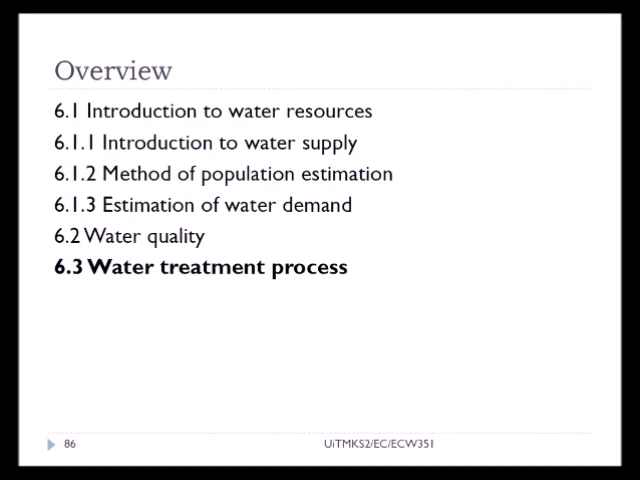 Overview
6.1 Introduction to water resources
6.1.1 Introduction to water supply
6.1.2 Method of population estimation
6.1.3 Estimation of water demand
6.2 Water quality
6.3 Water treatment process
86 UiTMKS2/EC/ECW351